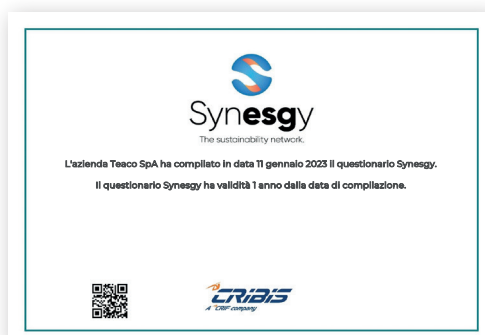 Synesgy
The sustainability network.
L'azienda Teaco SpA ha compilato in data 11 gennaio 2023 il questionario Synesgy.
Il questionario Synesgy ha validità 1 anno dalla data di compilazione.
CRIBIS
A CRIF company